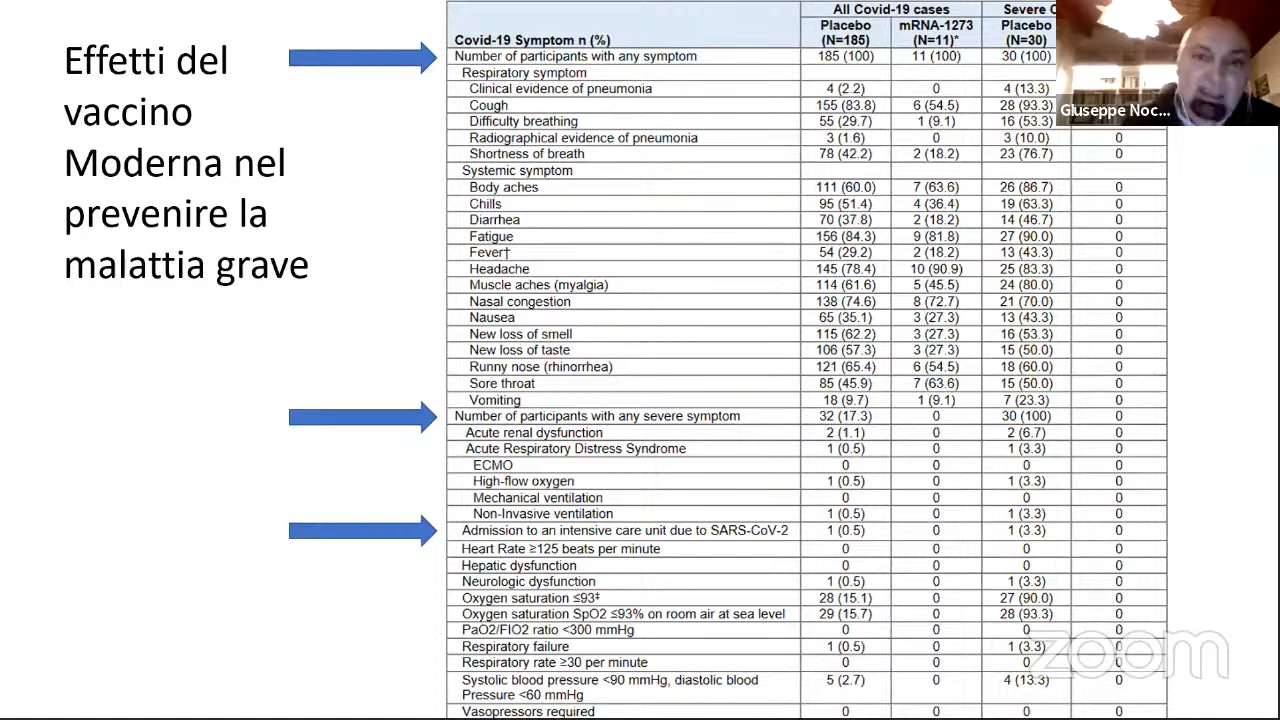 Effetti del
vaccino
Moderna nel
prevenire la
malattia grave
All Covid-19 cases Severe
Placebo mRNA-1273 Placebo
Covid-19 Symptom n (%) (N=185) (N=11)* (N=30)
Number of participants with any symptom 185 (100) 11 (100) 30 (100)
Respiratory symptom
Clinical evidence of pneumonia 4 (2.2) 0 4 (13.3)
Cough 155 (83.8) 6 (54.5) 28 (93.3)
Difficulty breathing 55 (29.7) 1 (9.1) 16 (53.3)
Radiographical evidence of pneumonia 3 (1.6) 0 3 (10.0) 0
Shortness of breath 78 (42.2) 2 (18.2) 23 (76.7) 0
Systemic symptom
Body aches 111 (60.0) 7 (63.6) 26 (86.7) 0
Chills 95 (51.4) 4 (36.4) 19 (63.3) 0
Diarrhea 70 (37.8) 2 (18.2) 14 (46.7) 0
Fatigue 156 (84.3) 9 (81.8) 27 (90.0) 0
Fever† 54 (29.2) 2 (18.2) 13 (43.3) 0
Headache 145 (78.4) 10 (90.9) 25 (83.3) 0
Muscle aches (myalgia) 114 (61.6) 5 (45.5) 24 (80.0) 0
Nasal congestion 138 (74.6) 8 (72.7) 21 (70.0) 0
Nausea 65 (35.1) 3 (27.3) 13 (43.3) 0
New loss of smell 115 (62.2) 3 (27.3) 16 (53.3) 0
New loss of taste 106 (57.3) 3 (27.3) 15 (50.0) 0
Runny nose (rhinorrhea) 121 (65.4) 6 (54.5) 18 (60.0) 0
Sore throat 85 (45.9) 7 (63.6) 15 (50.0) 0
Vomiting 18 (9.7) 1 (9.1) 7 (23.3) 0
Number of participants with any severe symptom 32 (17.3) 0 30 (100) 0
Acute renal dysfunction 2 (1.1) 0 2 (6.7) 0
Acute Respiratory Distress Syndrome 1 (0.5) 0 1 (3.3) 0
ECMO 0 0 0 0
High-flow oxygen 1 (0.5) 0 1 (3.3) 0
Mechanical ventilation 0 0 0 0
Non-Invasive ventilation 1 (0.5) 0 1 (3.3) 0
Admission to an intensive care unit due to SARS-CoV-2 1 (0.5) 0 1 (3.3) 0
Heart Rate ≥125 beats per minute 0 0 0 0
Hepatic dysfunction 0 0 0 0
Neurologic dysfunction 1 (0.5) 0 1 (3.3) 0
Oxygen saturation ≤93‡ 28 (15.1) 0 27 (90.0) 0
Oxygen saturation SpO2 ≤93% on room air at sea level 29 (15.7) 0 28 (93.3) 0
PaO2/FIO2 ratio <300 mmHg 0 0 0 0
Respiratory failure 1 (0.5) 0 1 (3.3) 0
Respiratory rate ≥30 per minute 0 0 0 0
Systolic blood pressure <90 mmHg, diastolic blood 5 (2.7) 0 4 (13.3) 0
Pressure <60 mmHg
Vasopressors required 0 0 0 0
Giuseppe Noc...
zoom